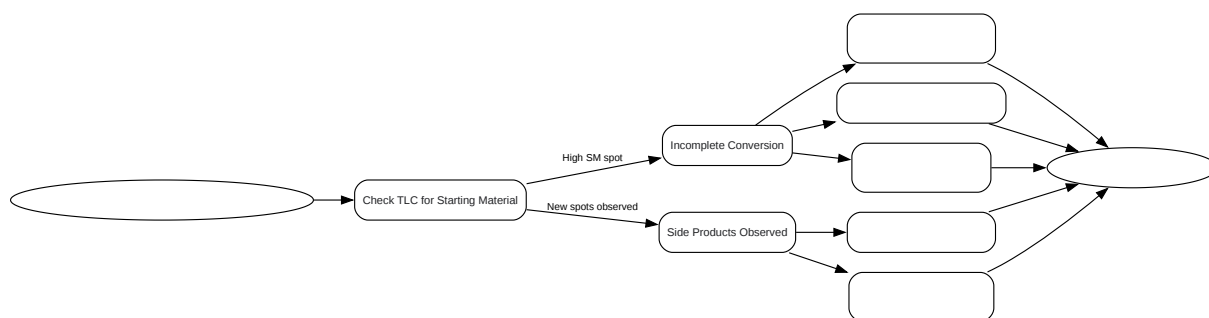 Check TLC for Starting Material
High SM spot
New spots observed
Incomplete Conversion
Side Products Observed